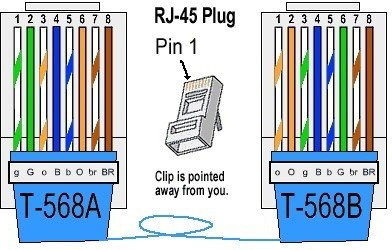 RJ-45 Plug
Pin 1
1 2 3 4 5 6 7 8
1 2 3 4 5 6 7 8
Clip is pointed
away from you.
g G o B b O br BR
o O g B b G br BR
T-568A
T-568B